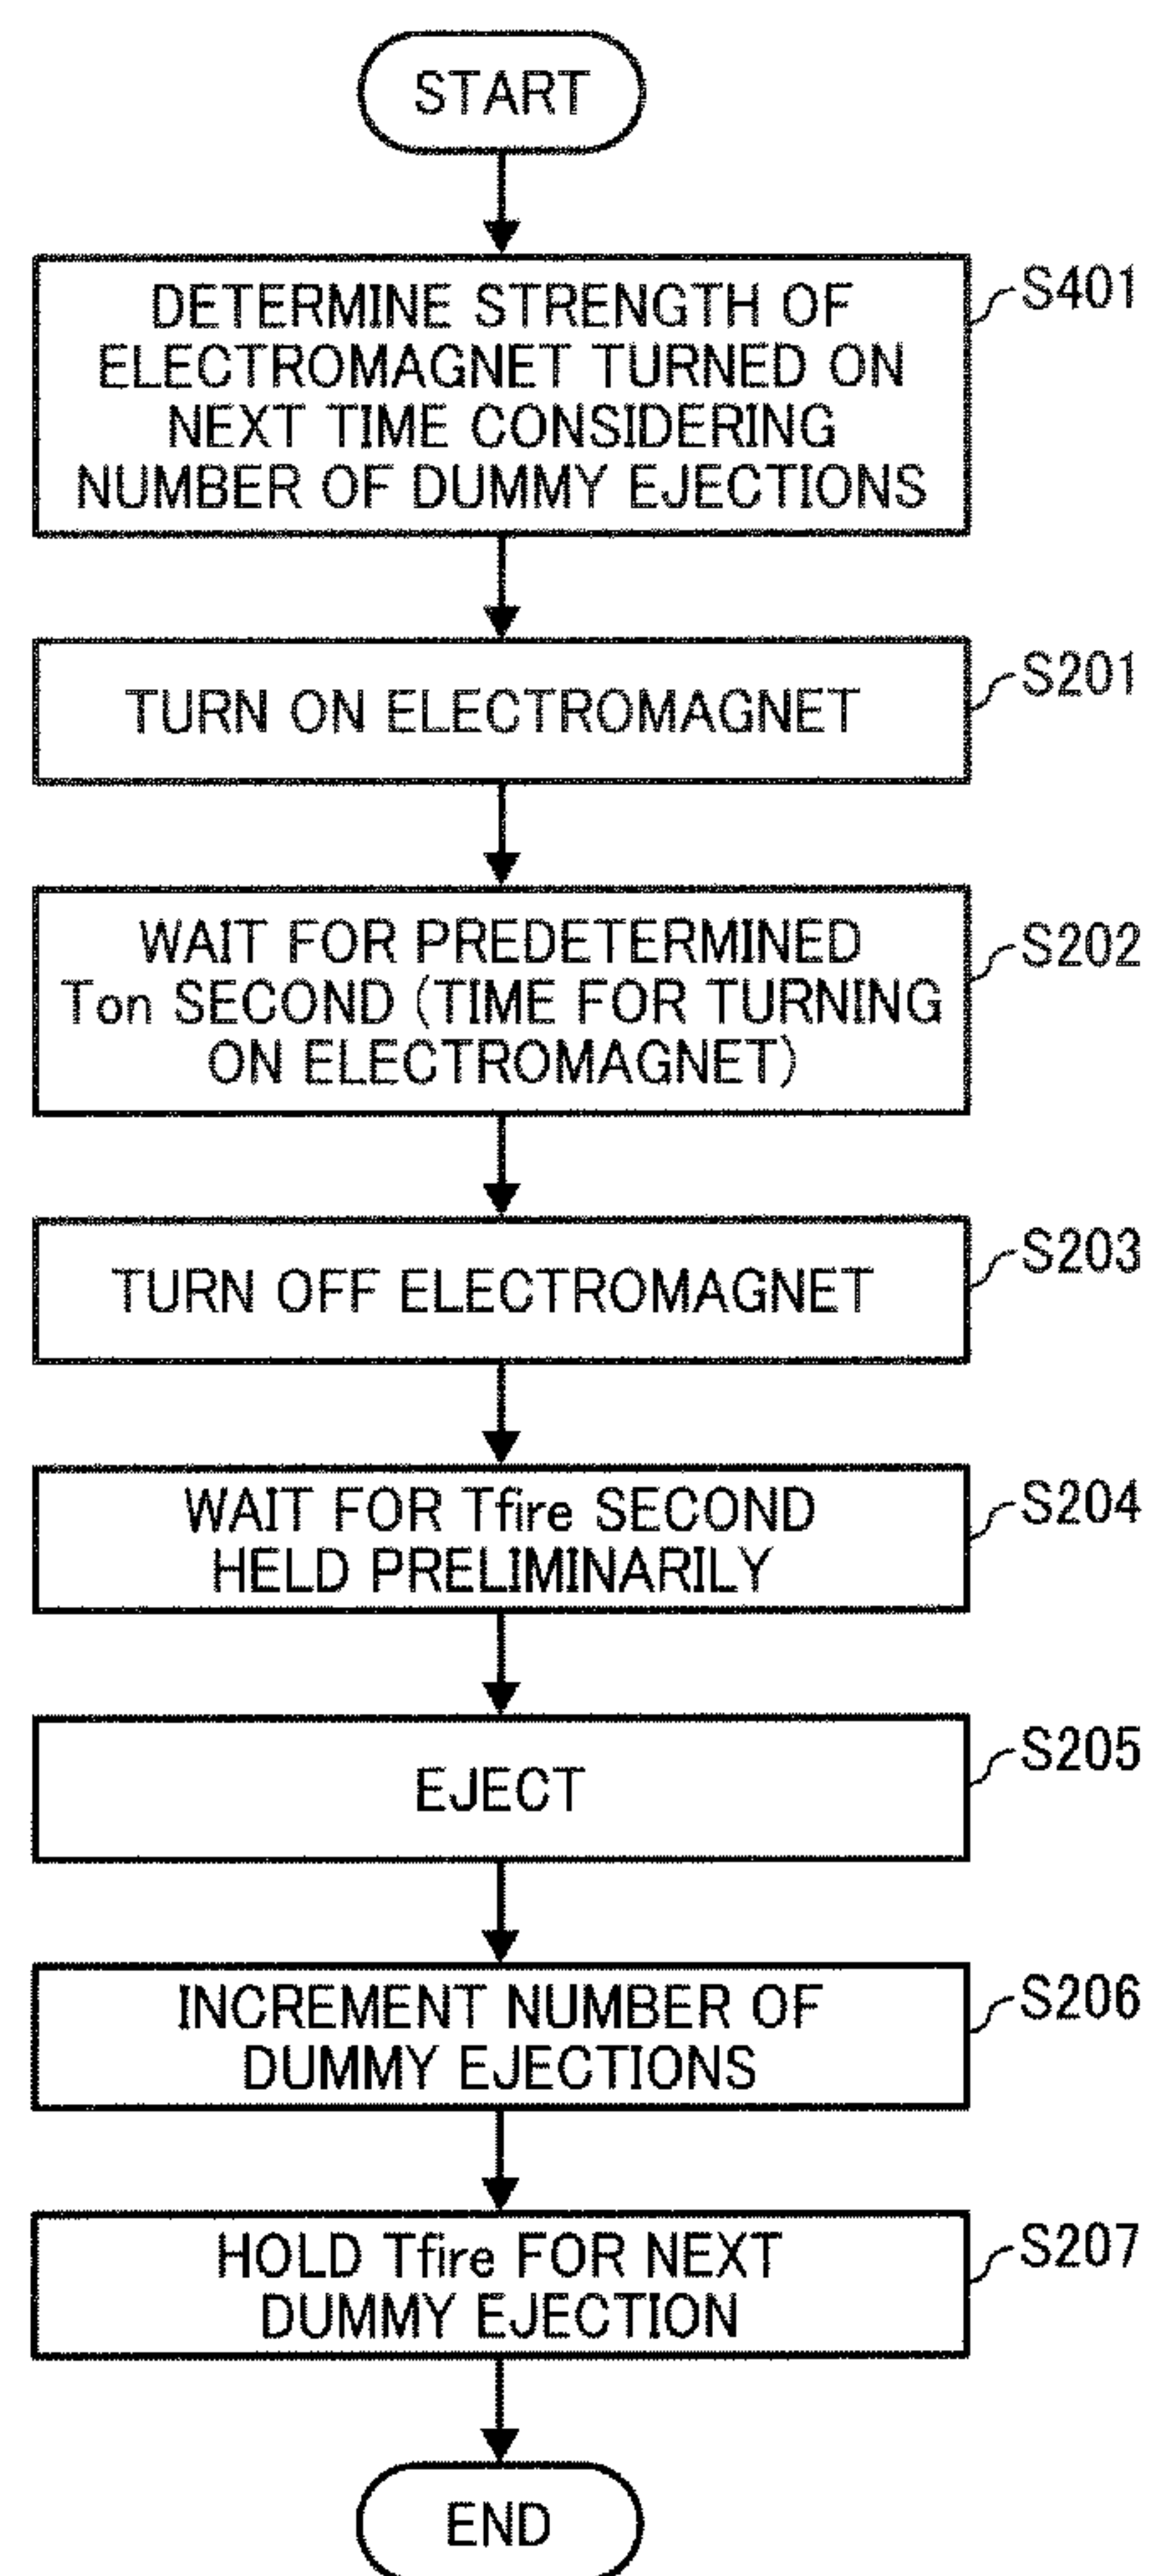 START
DETERMINE STRENGTH OF
ELECTROMAGNET TURNED ON
NEXT TIME CONSIDERING
NUMBER OF DUMMY EJECTIONS
S401
TURN ON ELECTROMAGNET
S201
WAIT FOR PREDETERMINED
Ton SECOND (TIME FOR TURNING
ON ELECTROMAGNET)
S202
TURN OFF ELECTROMAGNET
S203
WAIT FOR Tfire SECOND
HELD PRELIMINARILY
S204
EJECT
S205
INCREMENT NUMBER OF
DUMMY EJECTIONS
S206
HOLD Tfire FOR NEXT
DUMMY EJECTION
S207
END